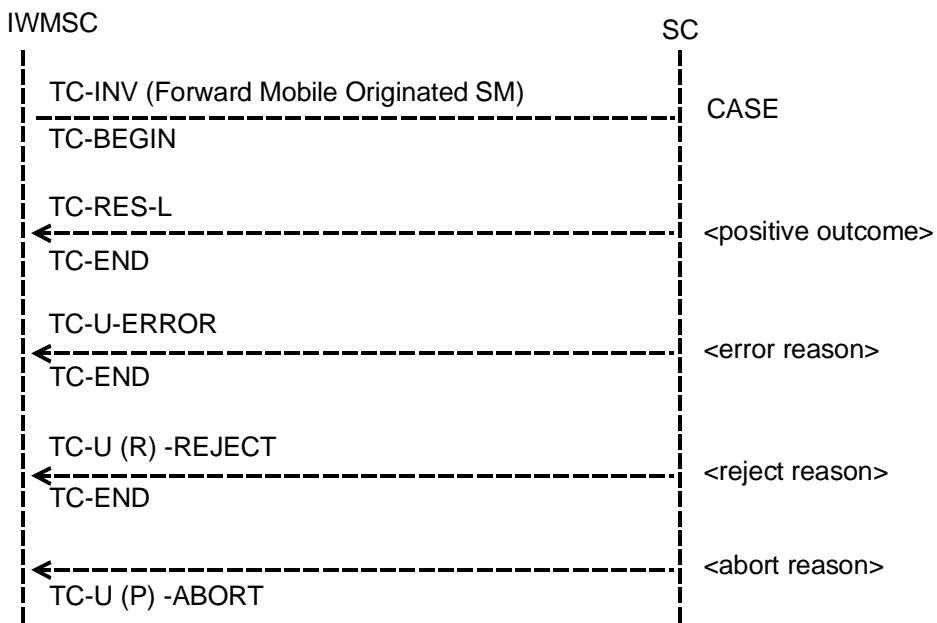 IWMSC
SC
TC-INV (Forward Mobile Originated SM)
CASE
TC-BEGIN
TC-RES-L
<positive outcome>
TC-END
TC-U-ERROR
<error reason>
TC-END
TC-U (R) -REJECT
<reject reason>
TC-END
<abort reason>
TC-U (P) -ABORT